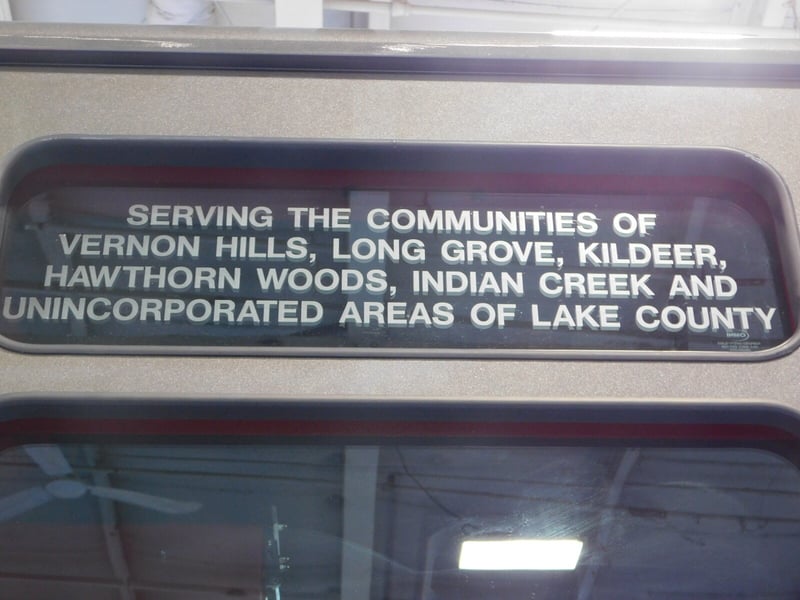 SERVING THE COMMUNITIES OF
VERNON HILLS, LONG GROVE, KILDEER,
HAWTHORN WOODS, INDIAN CREEK AND
UNINCORPORATED AREAS OF LAKE COUNTY